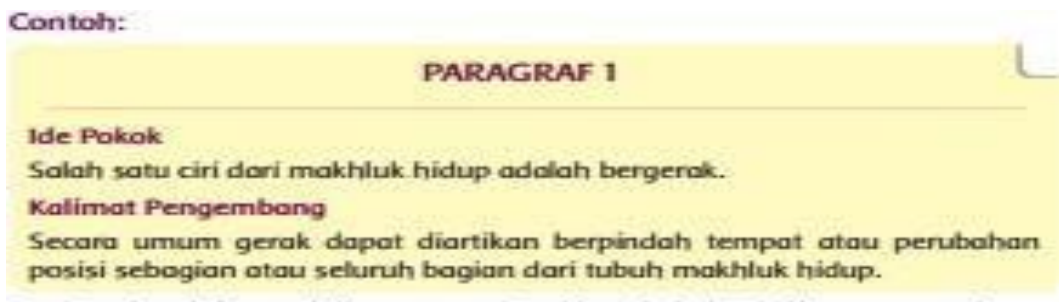 Contoh:
PARAGRAF 1
Ide Pokok
Salah satu ciri dari makhluk hidup adalah bergerak.
Kalimat Pengembang
Secara umum gerak dapat diartikan berpindah tempat atau perubahan
posisi sebagian atau seluruh bagian dari tubuh makhluk hidup.